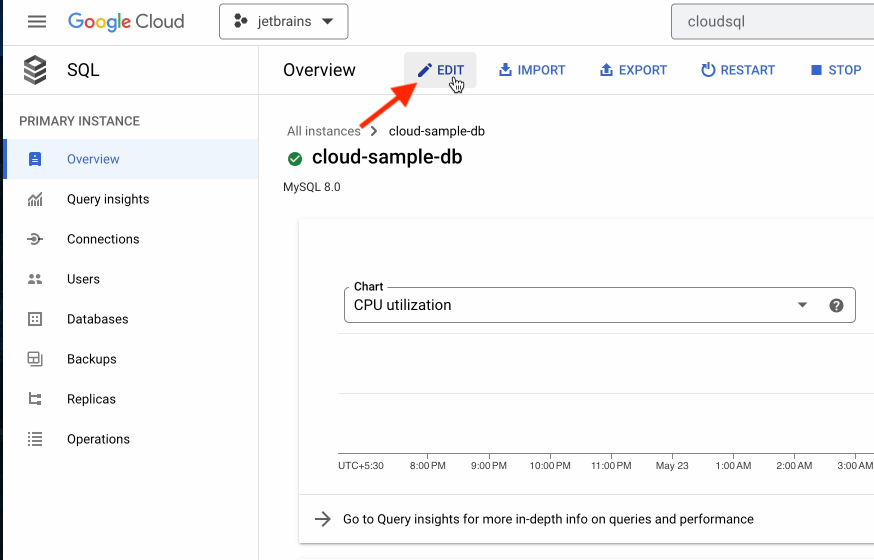 Google Cloud
jetbrains
cloudsql
SQL
Overview
EDIT
IMPORT
EXPORT
RESTART
STOP
PRIMARY INSTANCE
Overview
Query insights
Connections
Users
Databases
Backups
Replicas
Operations
All instances > cloud-sample-db
cloud-sample-db
MySQL 8.0
Chart
CPU utilization
UTC+5:30 8:00 PM 9:00 PM 10:00 PM 11:00 PM May 23 1:00 AM 2:00 AM 3:00 AM
Go to Query insights for more in-depth info on queries and performance